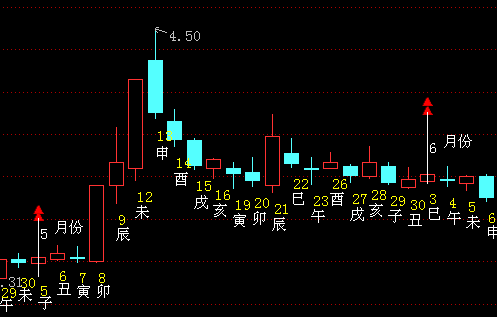 4.50
13
申
14
酉
12
未
15
戌
16
亥
19
寅
20
卯
21
辰
22
巳
23
午
26
酉
27
戌
28
亥
29
子
30
丑
6 月份
3
巳
4
午
5
未
6
申
9
辰
5 月份
.31
29
午
30
未
5
子
6
丑
7
寅
8
卯